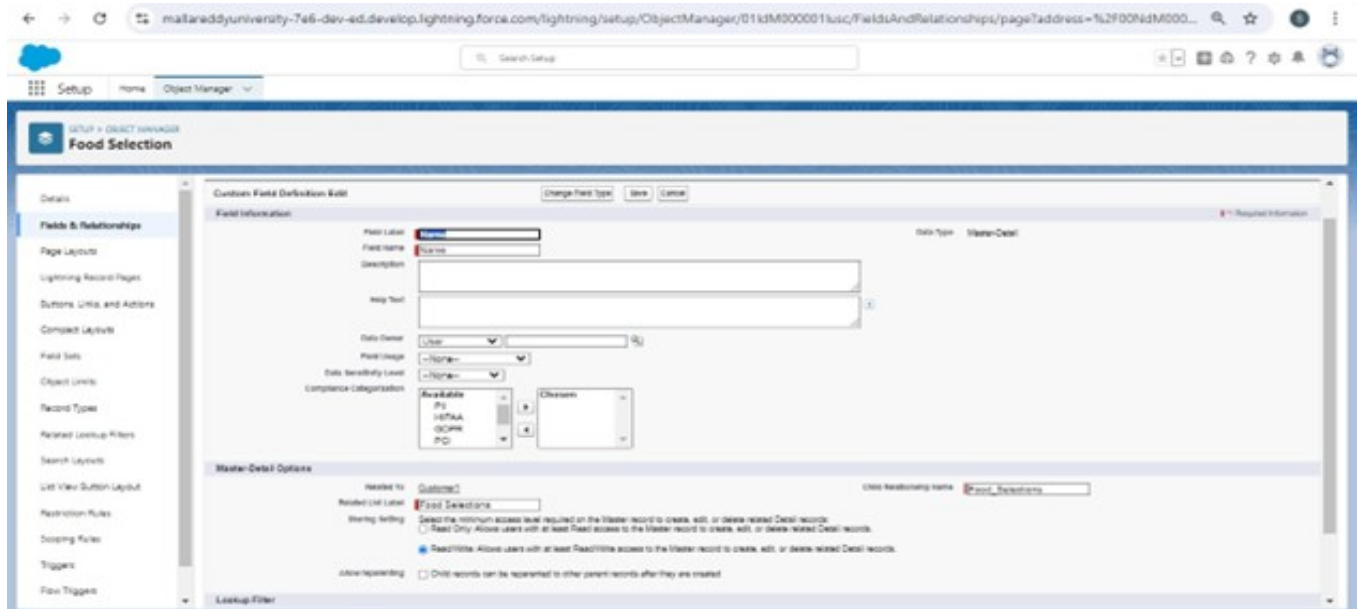 mallareddyuniversity-7e6-dev-ed.develop.lightning.force.com/lightning/setup/ObjectManager/
Search Setup
Setup Home Object Manager
SETUP > OBJECT MANAGER
Food Selection
Details
Fields & Relationships
Page Layouts
Lightning Record Pages
Buttons, Links, and Actions
Compact Layouts
Field Sets
Object Limits
Record Types
Related Lookup Filters
Search Layouts
List View Button Layout
Restriction Rules
Scoping Rules
Triggers
Flow Triggers
Custom Field Definition Edit Change Field Type Save Cancel
Field Information = Required Information
Field Label Name Data Type Master-Detail
Field Name Name
Description
Help Text
Data Owner User
Field Usage --None--
Data Sensitivity Level --None--
Compliance Categorization
Available Chosen
PII
HIPAA
GDPR
PCI
Master-Detail Options
Related To Child Relationship Name Food_Selections
Related List Label Food Selections
Sharing Setting Select the minimum access level required on the Master record to create, edit, or delete related Detail records:
Read Only: Allows users with at least Read access to the Master record to create, edit, or delete related Detail records.
Read/Write: Allows users with at least Read/Write access to the Master record to create, edit, or delete related Detail records.
Allow reparenting Child records can be reparented to other parent records after they are created
Lookup Filter